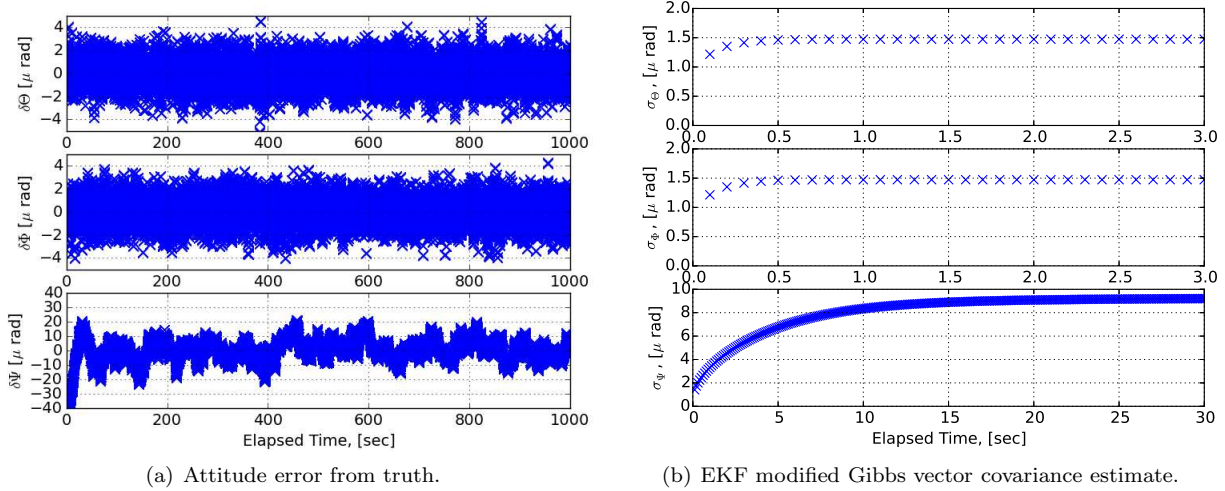 δΘ [μ rad]
4
2
0
−2
−4
0 200 400 600 800 1000
δΦ [μ rad]
4
2
0
−2
−4
0 200 400 600 800 1000
δΨ [μ rad]
40
30
20
10
0
−10
−20
−30
−40
0 200 400 600 800 1000
Elapsed Time, [sec]
(a) Attitude error from truth.
σΘ, [μ rad]
2.0
1.5
1.0
0.5
0.0
0.0 0.5 1.0 1.5 2.0 2.5 3.0
σΦ, [μ rad]
2.0
1.5
1.0
0.5
0.0
0.0 0.5 1.0 1.5 2.0 2.5 3.0
σΨ, [μ rad]
10
8
6
4
2
0
0 5 10 15 20 25 30
Elapsed Time, [sec]
(b) EKF modified Gibbs vector covariance estimate.